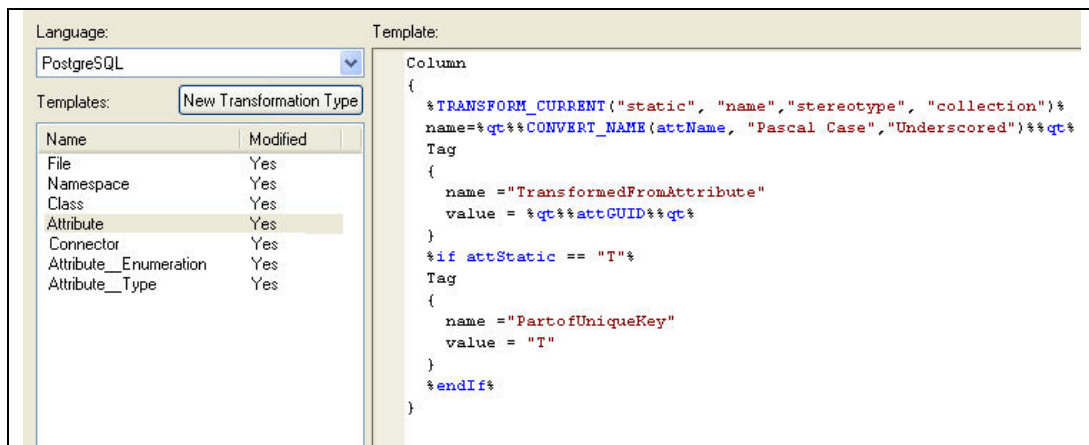 Language:
PostgreSQL
Templates:
New Transformation Type
Name Modified
File Yes
Namespace Yes
Class Yes
Attribute Yes
Connector Yes
Attribute__Enumeration Yes
Attribute__Type Yes
Template:
Column
{
%TRANSFORM_CURRENT("static", "name","stereotype", "collection")%
name=%qt%%CONVERT_NAME(attName, "Pascal Case","Underscored")%%qt%
Tag
{
name ="TransformedFromAttribute"
value = %qt%%attGUID%%qt%
}
%if attStatic == "T"%
Tag
{
name ="PartofUniqueKey"
value = "T"
}
%endIf%
}